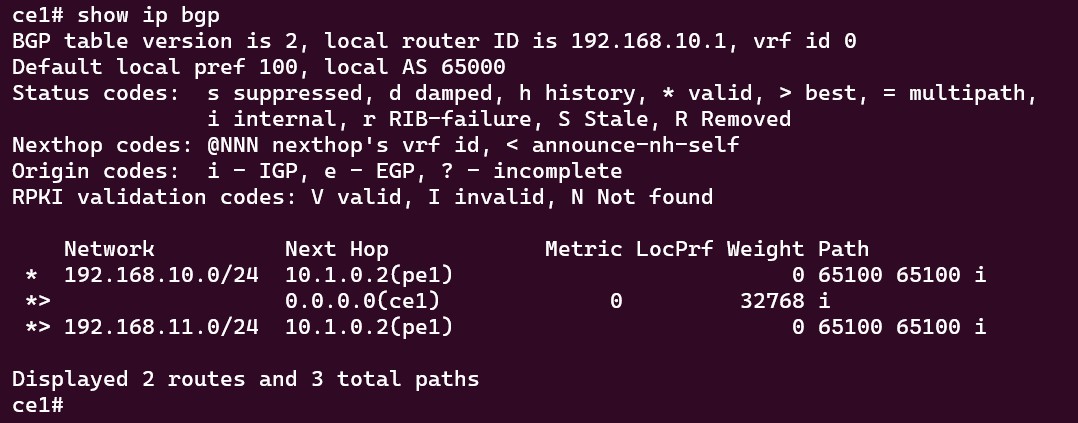 ce1# show ip bgp
BGP table version is 2, local router ID is 192.168.10.1, vrf id 0
Default local pref 100, local AS 65000
Status codes:  s suppressed, d damped, h history, * valid, > best, = multipath,
               i internal, r RIB-failure, S Stale, R Removed
Nexthop codes: @NNN nexthop's vrf id, < announce-nh-self
Origin codes:  i - IGP, e - EGP, ? - incomplete
RPKI validation codes: V valid, I invalid, N Not found

    Network          Next Hop            Metric LocPrf Weight Path
 *  192.168.10.0/24  10.1.0.2(pe1)                          0 65100 65100 i
 *>                  0.0.0.0(ce1)             0         32768 i
 *> 192.168.11.0/24  10.1.0.2(pe1)                          0 65100 65100 i

Displayed 2 routes and 3 total paths
ce1#